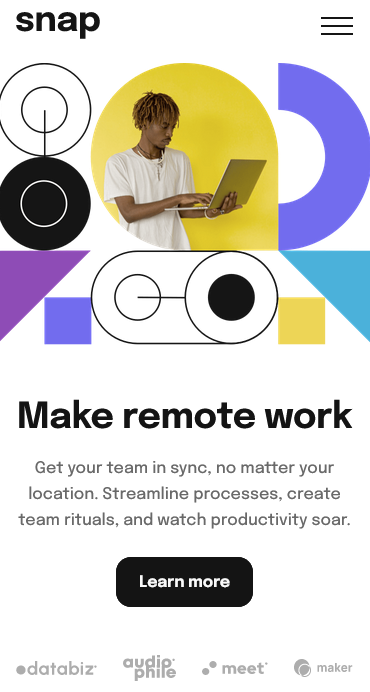 snap
Make remote work
Get your team in sync, no matter your
location. Streamline processes, create
team rituals, and watch productivity soar.
Learn more
databiz
audio
phile
meet
maker